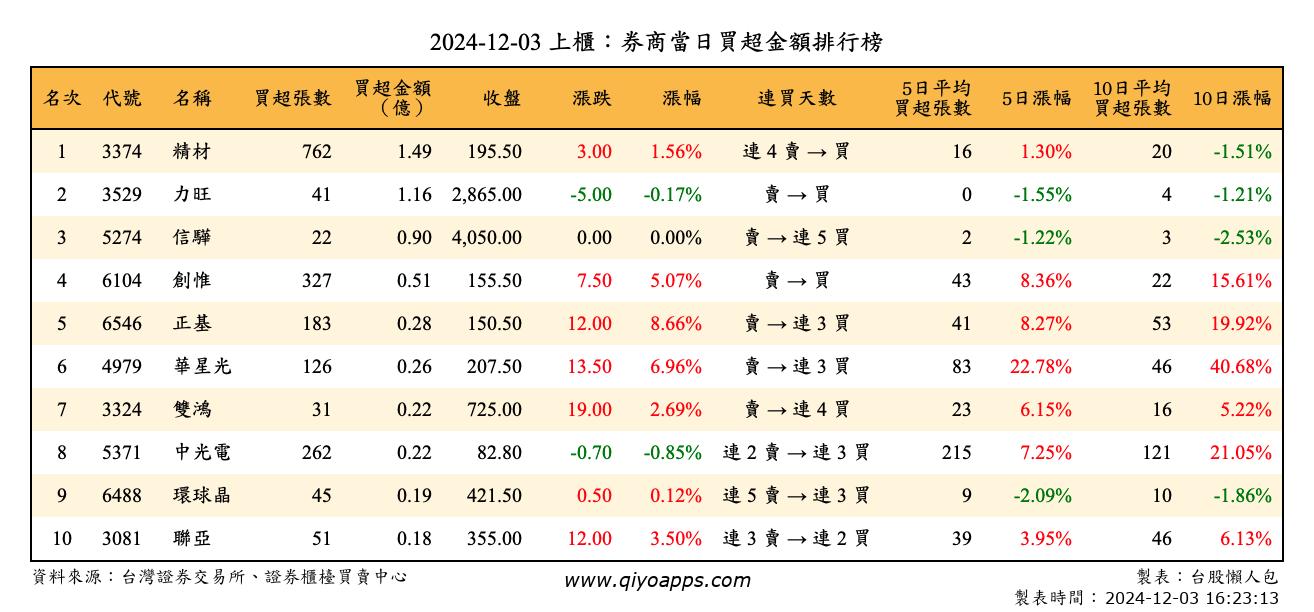 2024-12-03 上櫃：券商當日買超金額排行榜
名次 代號 名稱 買超張數 買超金額（億） 收盤 漲跌 漲幅 連買天數 5日平均買超張數 5日漲幅 10日平均買超張數 10日漲幅
1 3374 精材 762 1.49 195.50 3.00 1.56% 連 4 賣 → 買 16 1.30% 20 -1.51%
2 3529 力旺 41 1.16 2,865.00 -5.00 -0.17% 賣 → 買 0 -1.55% 4 -1.21%
3 5274 信驊 22 0.90 4,050.00 0.00 0.00% 賣 → 連 5 買 2 -1.22% 3 -2.53%
4 6104 創惟 327 0.51 155.50 7.50 5.07% 賣 → 買 43 8.36% 22 15.61%
5 6546 正基 183 0.28 150.50 12.00 8.66% 賣 → 連 3 買 41 8.27% 53 19.92%
6 4979 華星光 126 0.26 207.50 13.50 6.96% 賣 → 連 3 買 83 22.78% 46 40.68%
7 3324 雙鴻 31 0.22 725.00 19.00 2.69% 賣 → 連 4 買 23 6.15% 16 5.22%
8 5371 中光電 262 0.22 82.80 -0.70 -0.85% 連 2 賣 → 連 3 買 215 7.25% 121 21.05%
9 6488 環球晶 45 0.19 421.50 0.50 0.12% 連 5 賣 → 連 3 買 9 -2.09% 10 -1.86%
10 3081 聯亞 51 0.18 355.00 12.00 3.50% 連 3 賣 → 連 2 買 39 3.95% 46 6.13%
資料來源：台灣證券交易所、證券櫃檯買賣中心 www.qiyoapps.com 製表：台股懶人包
製表時間：2024-12-03 16:23:13